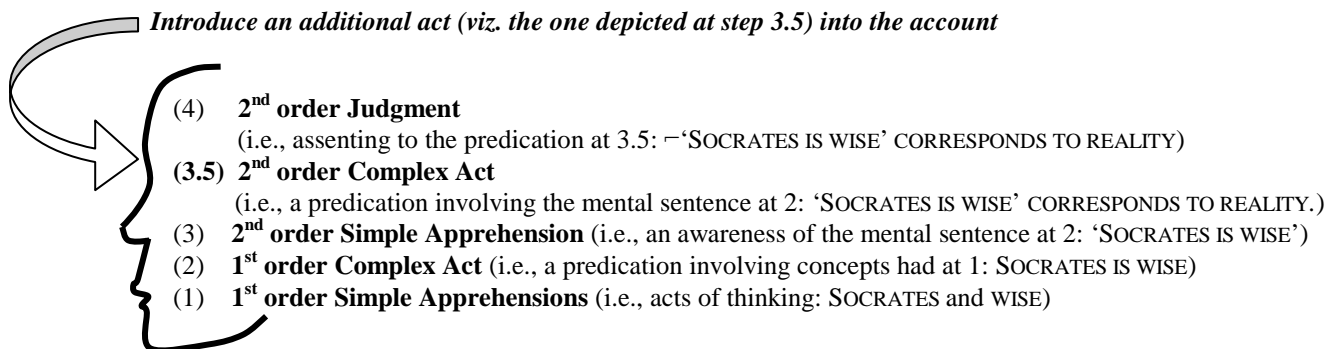 Introduce an additional act (viz. the one depicted at step 3.5) into the account
(4) 2nd order Judgment
(i.e., assenting to the predication at 3.5: ⌐‘SOCRATES IS WISE’ CORRESPONDS TO REALITY)
(3.5) 2nd order Complex Act
(i.e., a predication involving the mental sentence at 2: ‘SOCRATES IS WISE’ CORRESPONDS TO REALITY.)
(3) 2nd order Simple Apprehension (i.e., an awareness of the mental sentence at 2: ‘SOCRATES IS WISE’)
(2) 1st order Complex Act (i.e., a predication involving concepts had at 1: SOCRATES IS WISE)
(1) 1st order Simple Apprehensions (i.e., acts of thinking: SOCRATES and WISE)